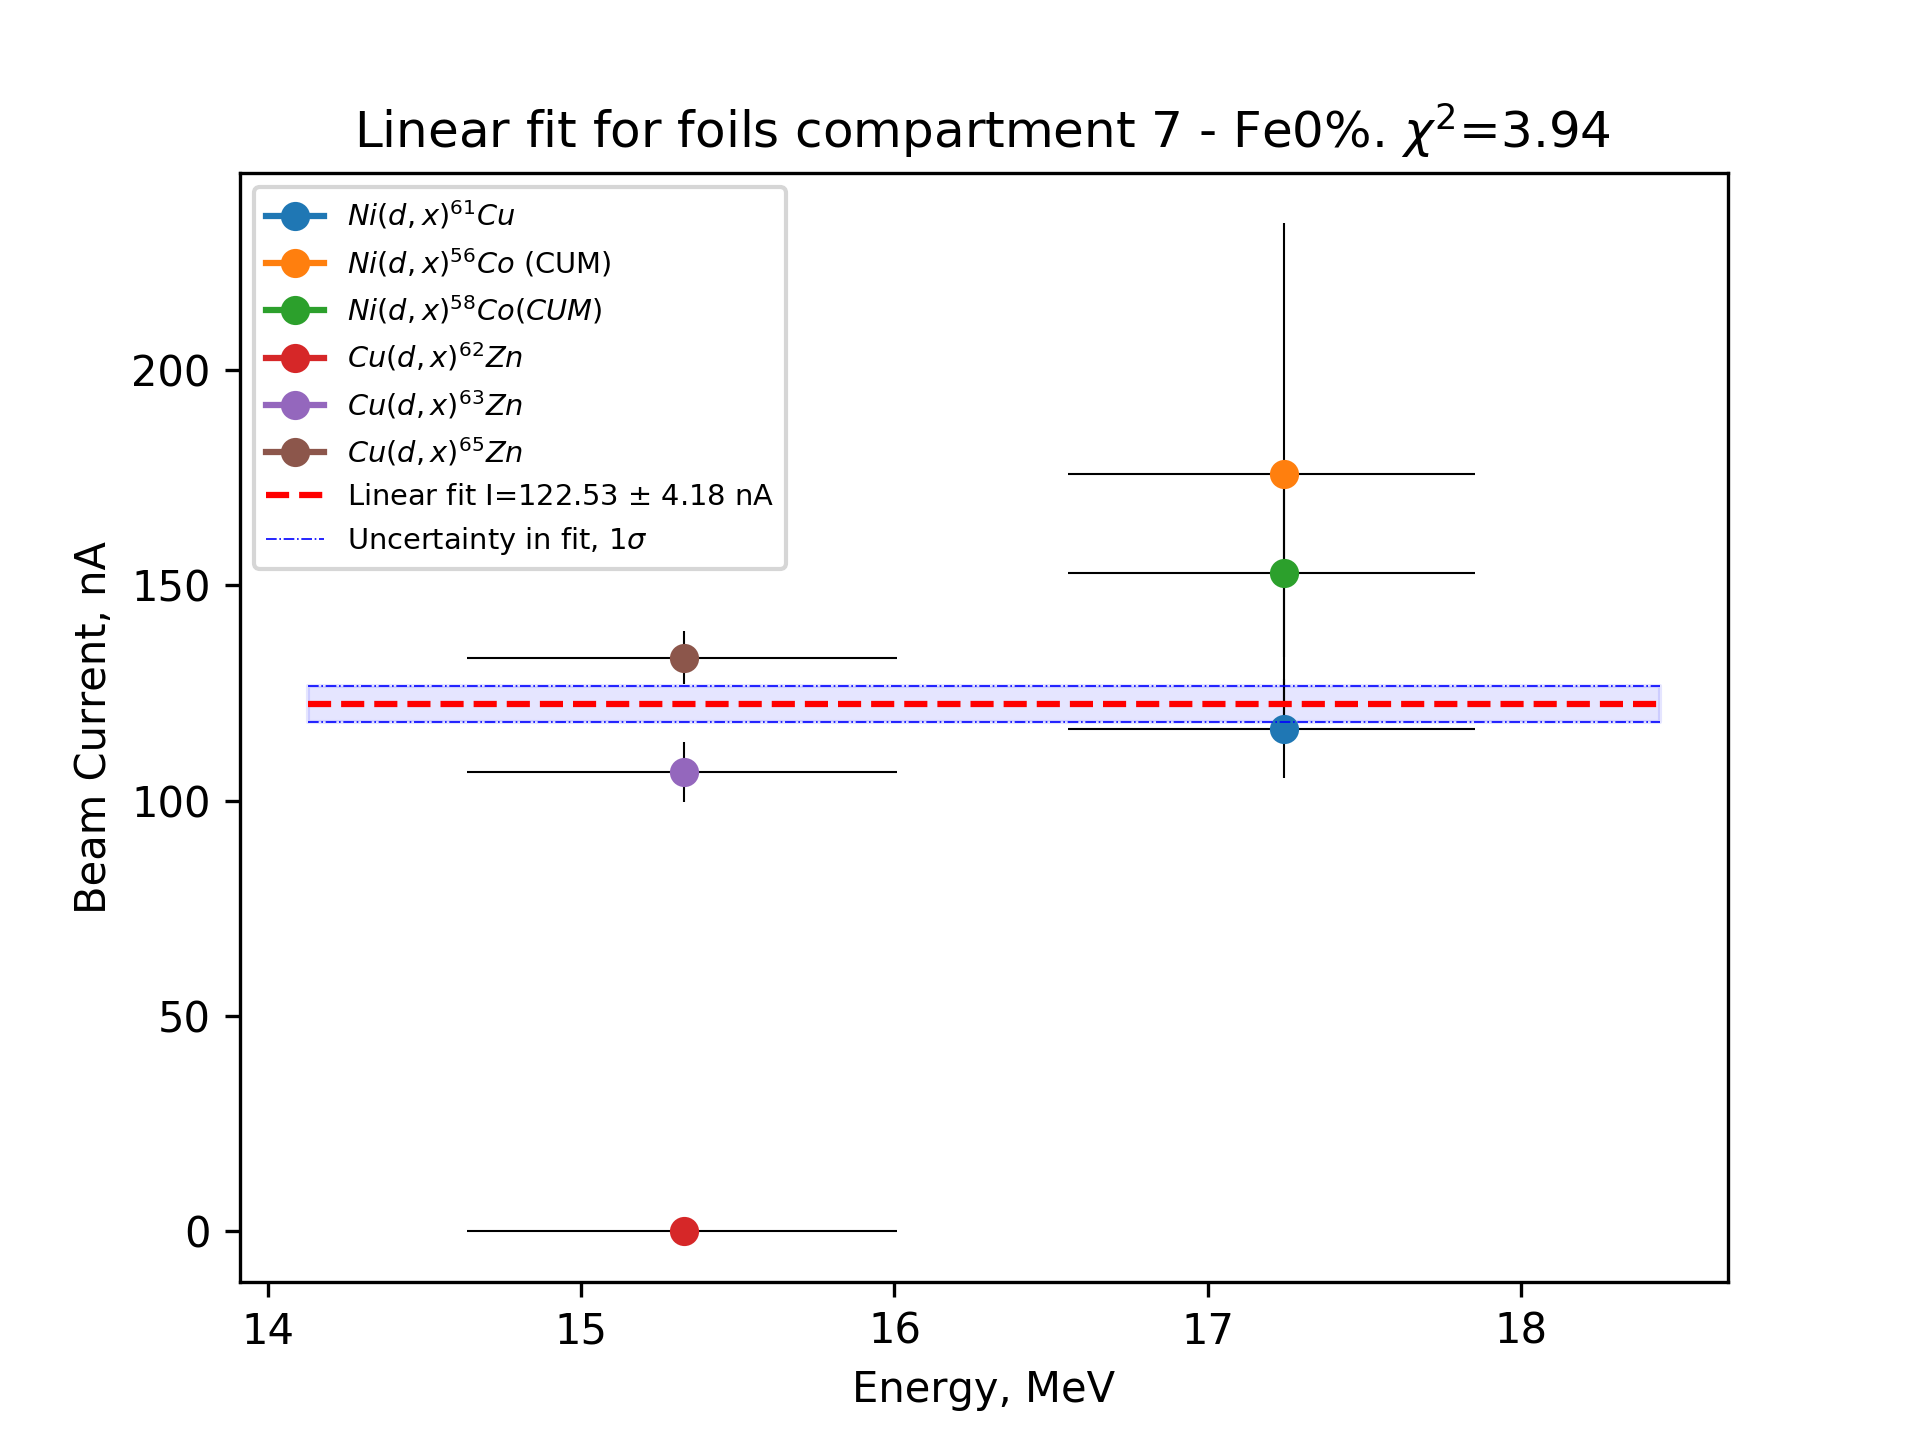 Linear fit for foils compartment 7 - Fe0%. χ²=3.94
Ni(d, x)⁶¹Cu
Ni(d, x)⁵⁶Co (CUM)
Ni(d, x)⁵⁸Co(CUM)
Cu(d, x)⁶²Zn
Cu(d, x)⁶³Zn
Cu(d, x)⁶⁵Zn
Linear fit I=122.53 ± 4.18 nA
Uncertainty in fit, 1σ
Beam Current, nA
200
150
100
50
0
14 15 16 17 18
Energy, MeV